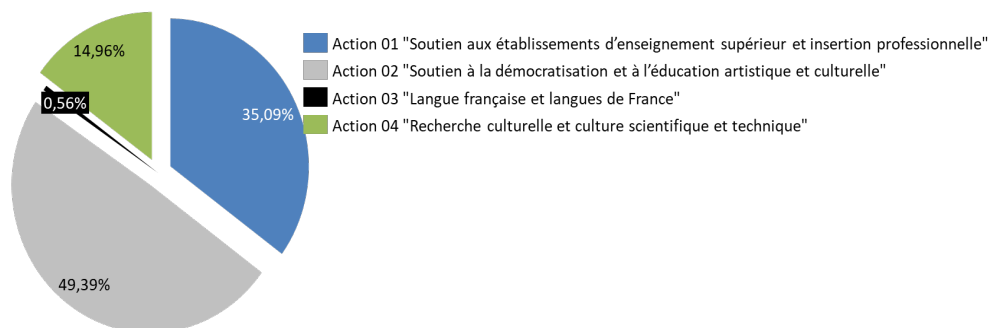 14,96%
0,56%
35,09%
49,39%
Action 01 "Soutien aux établissements d’enseignement supérieur et insertion professionnelle"
Action 02 "Soutien à la démocratisation et à l’éducation artistique et culturelle"
Action 03 "Langue française et langues de France"
Action 04 "Recherche culturelle et culture scientifique et technique"